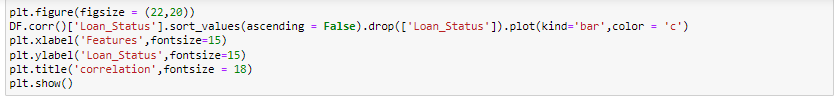 plt.figure(figsize = (22,20))
DF.corr()['Loan_Status'].sort_values(ascending = False).drop(['Loan_Status']).plot(kind='bar',color = 'c')
plt.xlabel('Features',fontsize=15)
plt.ylabel('Loan_Status',fontsize=15)
plt.title('correlation',fontsize = 18)
plt.show()